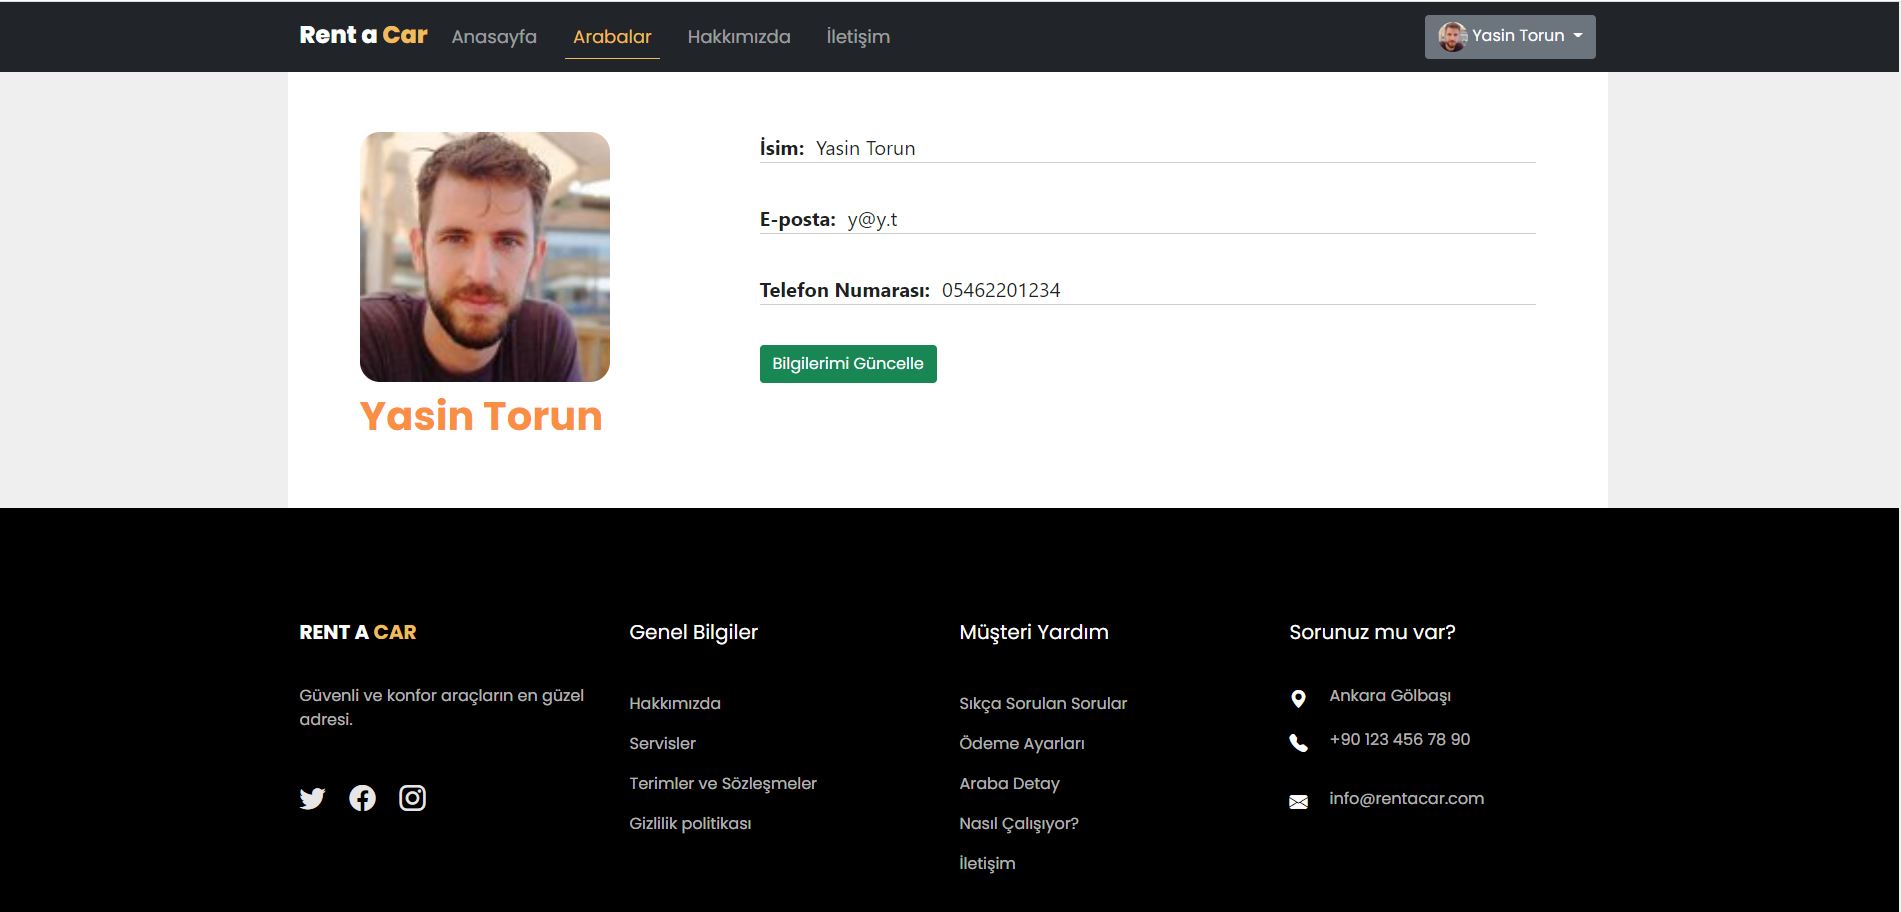 Rent a Car Anasayfa Arabalar Hakkımızda İletişim Yasin Torun
İsim: Yasin Torun
E-posta: y@y.t
Telefon Numarası: 05462201234
Bilgilerimi Güncelle
Yasin Torun
RENT A CAR
Güvenli ve konfor araçların en güzel
adresi.
Genel Bilgiler
Hakkımızda
Servisler
Terimler ve Sözleşmeler
Gizlilik politikası
Müşteri Yardım
Sıkça Sorulan Sorular
Ödeme Ayarları
Araba Detay
Nasıl Çalışıyor?
İletişim
Sorunuz mu var?
Ankara Gölbaşı
+90 123 456 78 90
info@rentacar.com